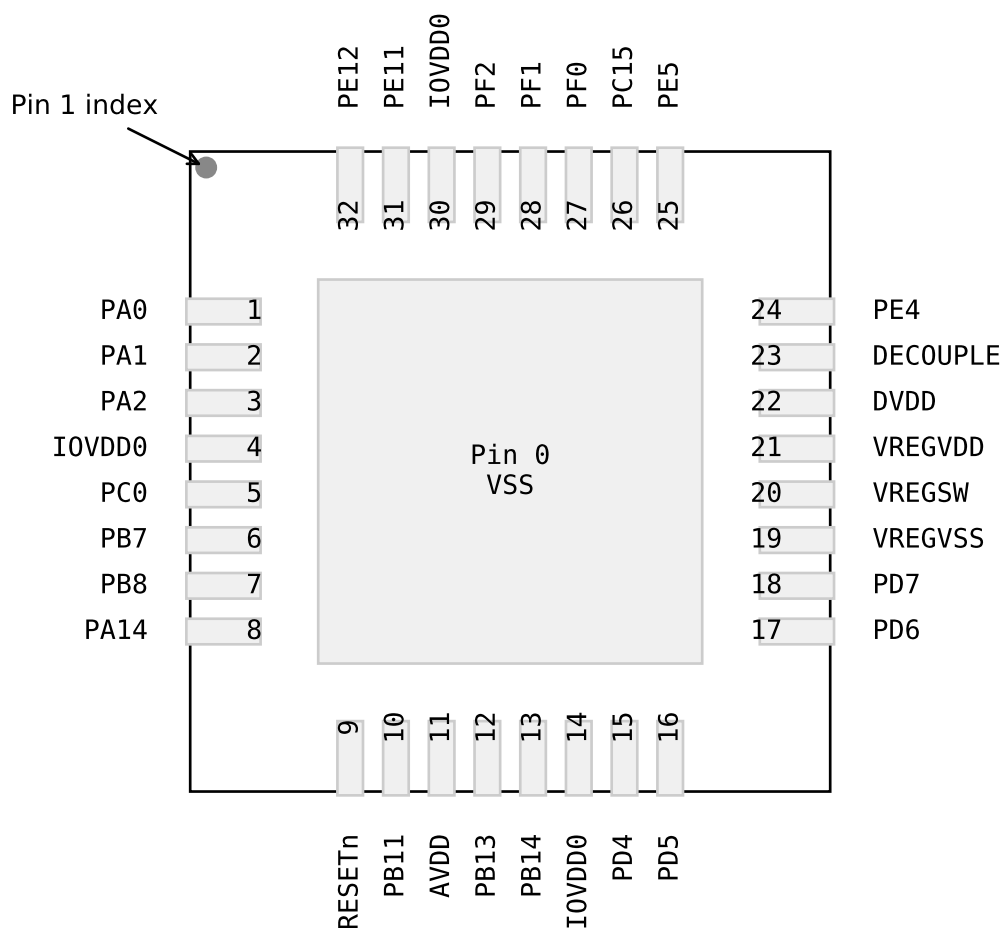 PE12
PE11
IOVDD0
PF2
PF1
PF0
PC15
PE5
Pin 1 index
32
31
30
29
28
27
26
25
PA0 1
24 PE4
PA1 2
23 DECOUPLE
PA2 3
22 DVDD
IOVDD0 4
21 VREGVDD
Pin 0
VSS
PC0 5
20 VREGSW
PB7 6
19 VREGVSS
PB8 7
18 PD7
PA14 8
17 PD6
9
10
11
12
13
14
15
16
RESETn
PB11
AVDD
PB13
PB14
IOVDD0
PD4
PD5